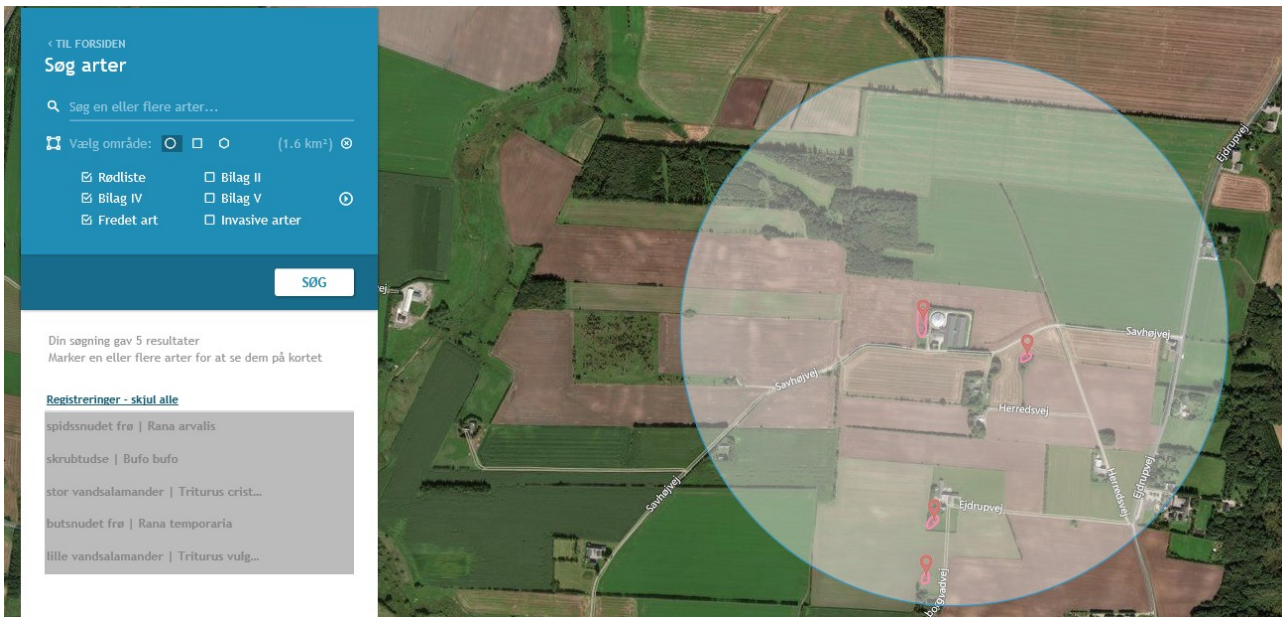 ‹ TIL FORSIDEN
Søg arter
Søg en eller flere arter...
Vælg område:
(1.6 km²)
Rødliste
Bilag II
Bilag IV
Bilag V
Fredet art
Invasive arter
SØG
Din søgning gav 5 resultater
Marker en eller flere arter for at se dem på kortet
Registreringer - skjul alle
spidssnudet frø | Rana arvalis
skrubtudse | Bufo bufo
stor vandsalamander | Triturus crist...
butsnudet frø | Rana temporaria
lille vandsalamander | Triturus vulg...
Ejdrupvej
ej
Savhøjvej
Savhøjvej
Herredsvej
Savhøjvej
Herredsvej
Ejdrupvej
Ejdrupvej
borgvadvej